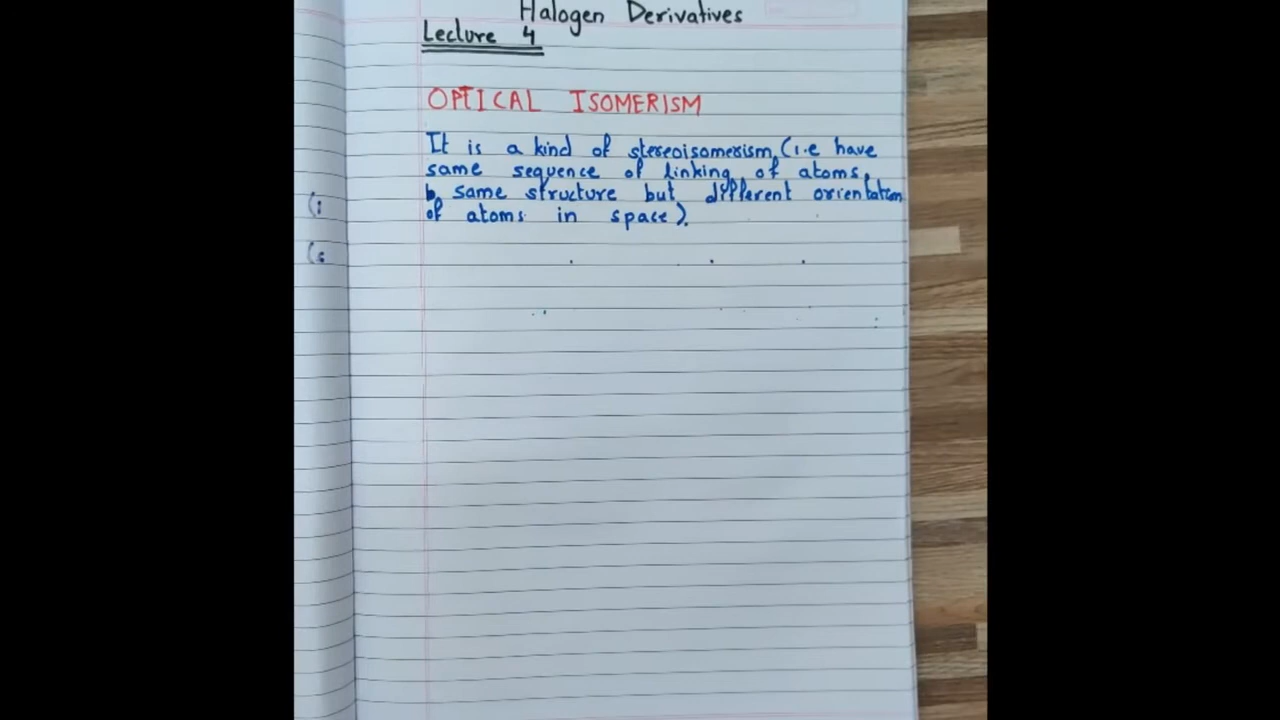 Halogen Derivatives
Lecture 4
OPTICAL ISOMERISM
It is a kind of stereoisomerism, (i.e have
same sequence of linking of atoms,
same structure but different orientation
of atoms in space).
(i